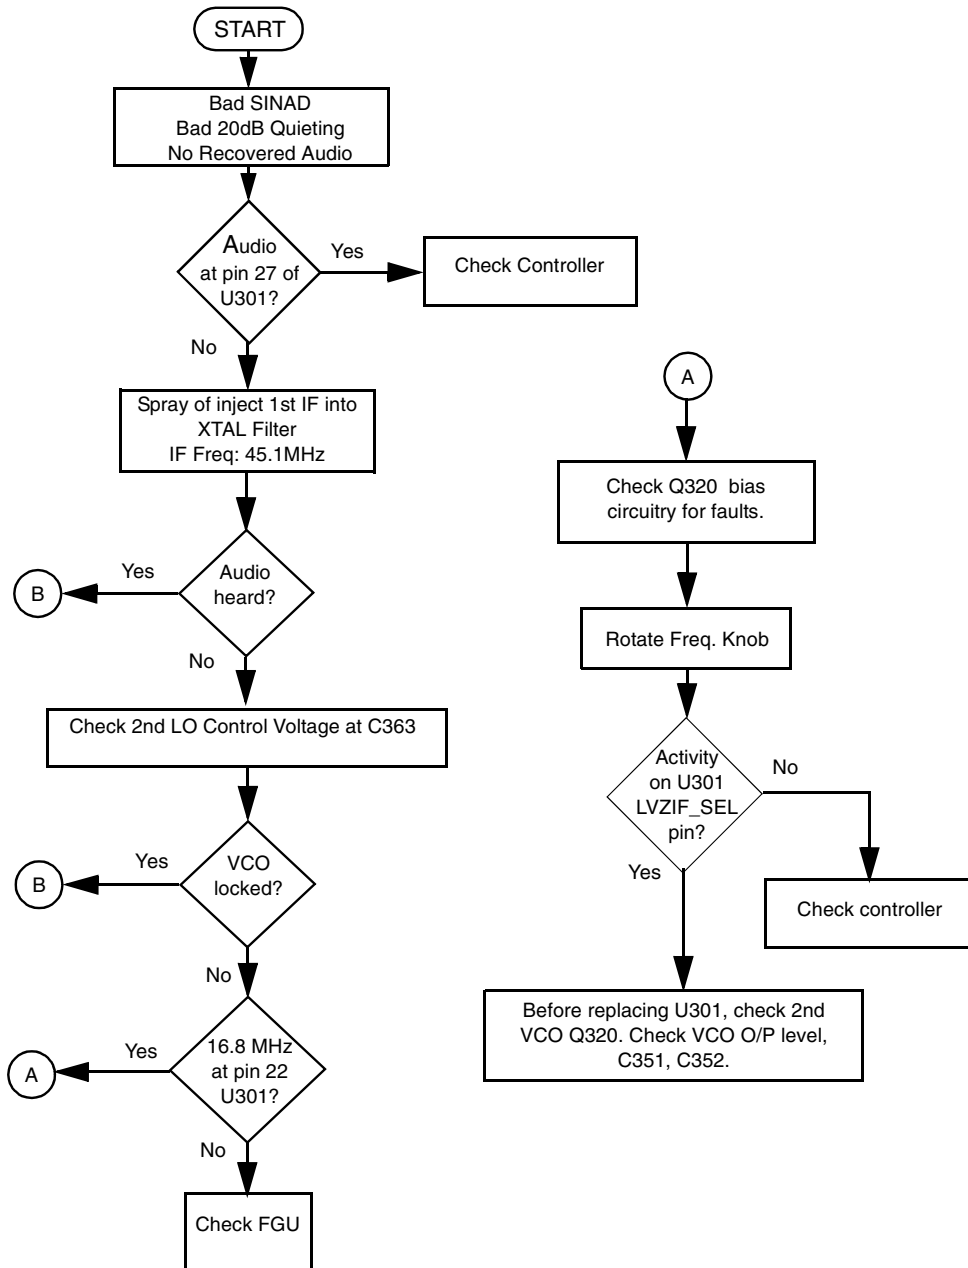 START
Bad SINAD
Bad 20dB Quieting
No Recovered Audio
Audio
at pin 27 of
U301?
Yes
Check Controller
No
Spray of inject 1st IF into
XTAL Filter
IF Freq: 45.1MHz
Audio
heard?
Yes
B
No
Check 2nd LO Control Voltage at C363
VCO
locked?
Yes
B
No
16.8 MHz
at pin 22
U301?
Yes
A
No
Check FGU
A
Check Q320 bias
circuitry for faults.
Rotate Freq. Knob
Activity
on U301
LVZIF_SEL
pin?
No
Check controller
Yes
Before replacing U301, check 2nd
VCO Q320. Check VCO O/P level,
C351, C352.